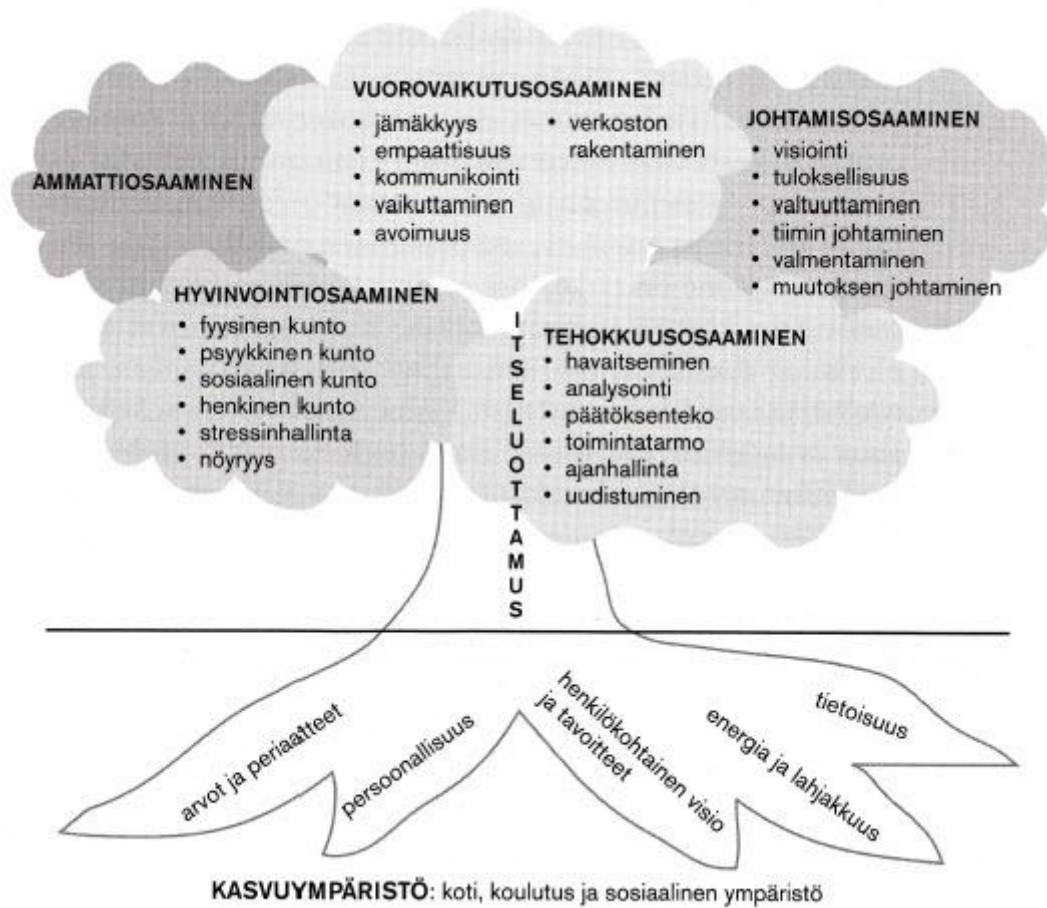 VUOROVAIKUTUSOSAAMINEN
• jämäkkyys
• empaattisuus
• kommunikointi
• vaikuttaminen
• avoimuus
• verkoston
rakentaminen
JOHTAMISOSAAMINEN
• visiointi
• tuloksellisuus
• valtuuttaminen
• tiimin johtaminen
• valmentaminen
• muutoksen johtaminen
AMMATTIOSAAMINEN
HYVINVOINTIOSAAMINEN
• fyysinen kunto
• psyykkinen kunto
• sosiaalinen kunto
• henkinen kunto
• stressinhallinta
• nöyryys
ITSELUOTTAMUS
TEHOKKUUSOSAAMINEN
• havaitseminen
• analysointi
• päätöksenteko
• toimintatarmo
• ajanhallinta
• uudistuminen
arvot ja periaatteet
persoonallisuus
henkilökohtainen visio
ja tavoitteet
energia ja lahjakkuus
tietoisuus
KASVUYMPÄRISTÖ: koti, koulutus ja sosiaalinen ympäristö